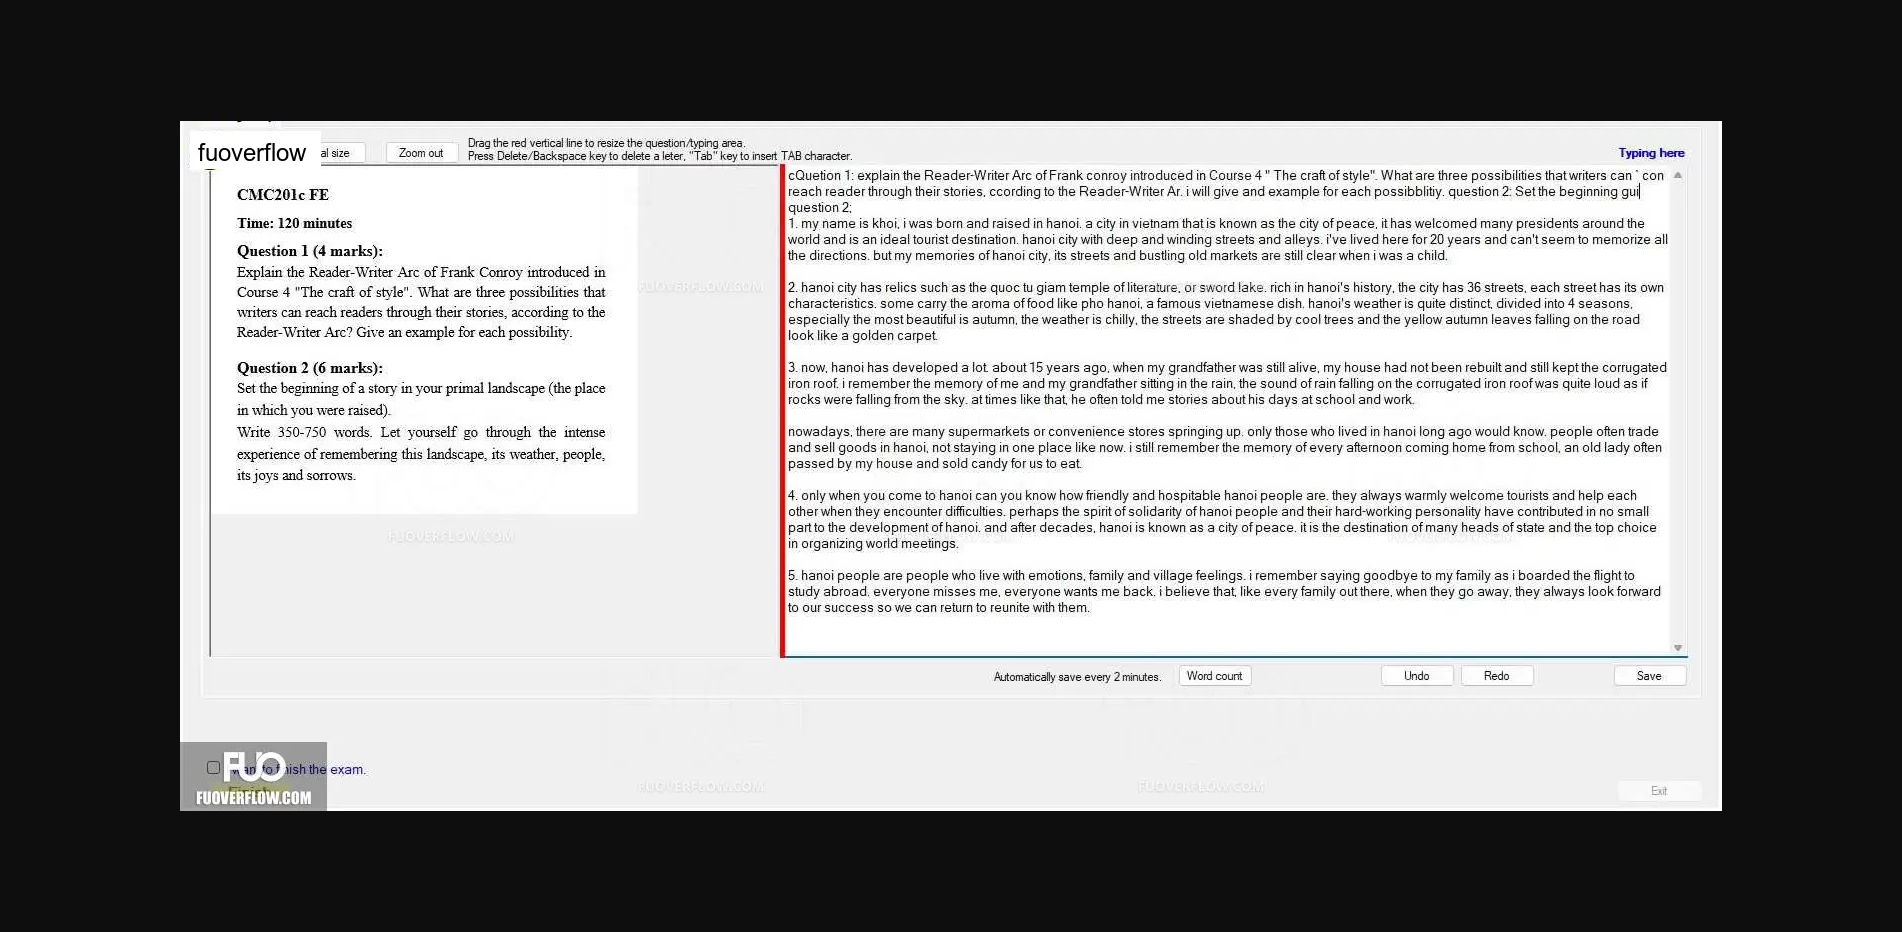 fuoverflow
al size
Zoom out
Drag the red vertical line to resize the question/typing area.
Press Delete/Backspace key to delete a leter, "Tab" key to insert TAB character.
Typing here
CMC201c FE
Time: 120 minutes
Question 1 (4 marks):
Explain the Reader-Writer Arc of Frank Conroy introduced in
Course 4 "The craft of style". What are three possibilities that
writers can reach readers through their stories, according to the
Reader-Writer Arc? Give an example for each possibility.
Question 2 (6 marks):
Set the beginning of a story in your primal landscape (the place
in which you were raised).
Write 350-750 words. Let yourself go through the intense
experience of remembering this landscape, its weather, people,
its joys and sorrows.
cQuetion 1: explain the Reader-Writer Arc of Frank conroy introduced in Course 4 " The craft of style". What are three possibilities that writers can ` con
reach reader through their stories, ccording to the Reader-Writer Ar. i will give and example for each possibbliitiy. question 2: Set the beginning gui
question 2;
1. my name is khoi, i was born and raised in hanoi. a city in vietnam that is known as the city of peace, it has welcomed many presidents around the
world and is an ideal tourist destination. hanoi city with deep and winding streets and alleys. i've lived here for 20 years and can't seem to memorize all
the directions. but my memories of hanoi city, its streets and bustling old markets are still clear when i was a child.
2. hanoi city has relics such as the quoc tu giam temple of literature, or sword lake. rich in hanoi's history, the city has 36 streets, each street has its own
characteristics. some carry the aroma of food like pho hanoi, a famous vietnamese dish. hanoi's weather is quite distinct, divided into 4 seasons,
especially the most beautiful is autumn, the weather is chilly, the streets are shaded by cool trees and the yellow autumn leaves falling on the road
look like a golden carpet.
3. now, hanoi has developed a lot. about 15 years ago, when my grandfather was still alive, my house had not been rebuilt and still kept the corrugated
iron roof. i remember the memory of me and my grandfather sitting in the rain, the sound of rain falling on the corrugated iron roof was quite loud as if
rocks were falling from the sky. at times like that, he often told me stories about his days at school and work.
nowadays, there are many supermarkets or convenience stores springing up. only those who lived in hanoi long ago would know. people often trade
and sell goods in hanoi, not staying in one place like now. i still remember the memory of every afternoon coming home from school, an old lady often
passed by my house and sold candy for us to eat.
4. only when you come to hanoi can you know how friendly and hospitable hanoi people are. they always warmly welcome tourists and help each
other when they encounter difficulties. perhaps the spirit of solidarity of hanoi people and their hard-working personality have contributed in no small
part to the development of hanoi. and after decades, hanoi is known as a city of peace. it is the destination of many heads of state and the top choice
in organizing world meetings.
5. hanoi people are people who live with emotions, family and village feelings. i remember saying goodbye to my family as i boarded the flight to
study abroad. everyone misses me, everyone wants me back. i believe that, like every family out there, when they go away, they always look forward
to our success so we can return to reunite with them.
FUOVERFLOW.COM
FUOVERFLOW.COM
FUOVERFLOW.COM
Automatically save every 2 minutes.
Word count
Undo
Redo
Save
FUO
to finish the exam.
Finish
FUOVERFLOW.COM
FUOVERFLOW.COM
FUOVERFLOW.COM
Exit